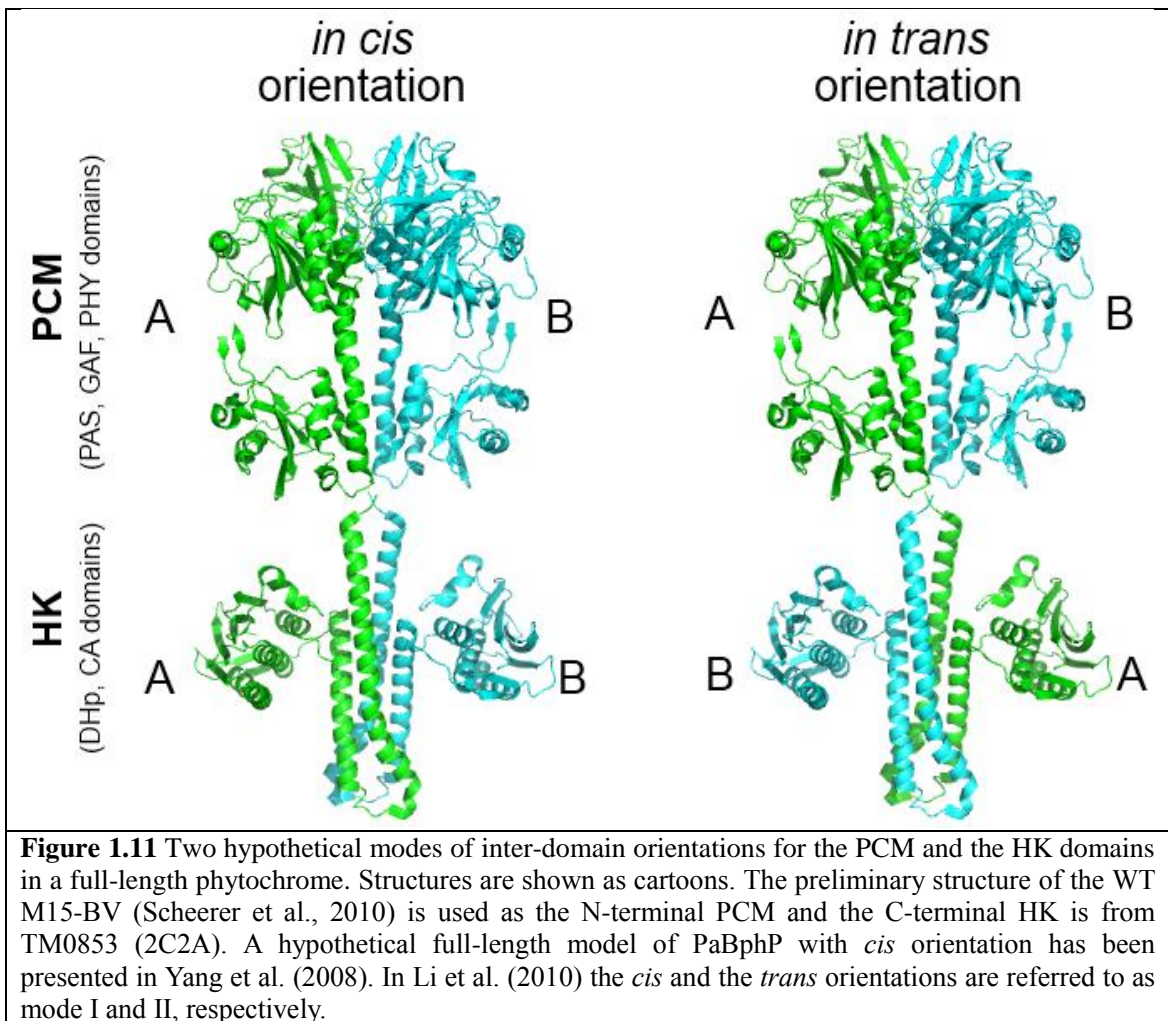 in cis
orientation
in trans
orientation
PCM
(PAS, GAF, PHY domains)
A
B
A
B
HK
(DHp, CA domains)
A
B
B
A
Figure 1.11 Two hypothetical modes of inter-domain orientations for the PCM and the HK domains
in a full-length phytochrome. Structures are shown as cartoons. The preliminary structure of the WT
M15-BV (Scheerer et al., 2010) is used as the N-terminal PCM and the C-terminal HK is from
TM0853 (2C2A). A hypothetical full-length model of PaBphP with cis orientation has been
presented in Yang et al. (2008). In Li et al. (2010) the cis and the trans orientations are referred to as
mode I and II, respectively.